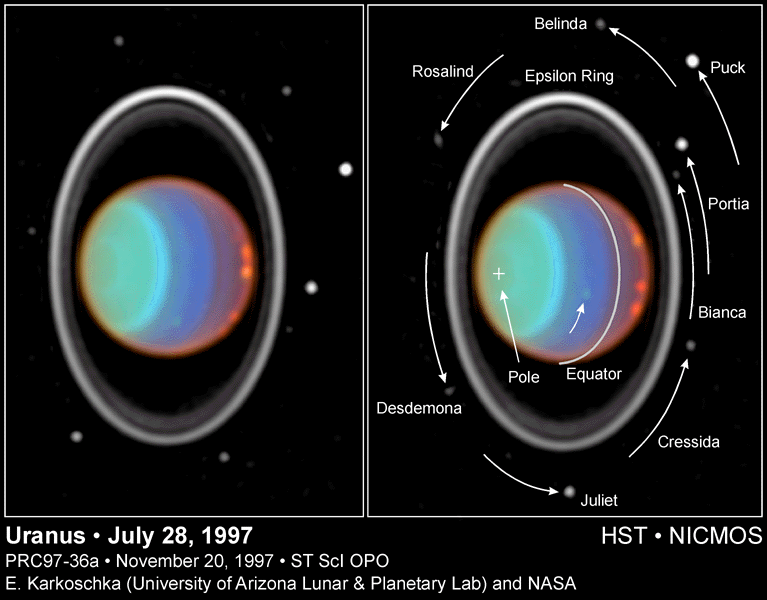 Belinda
Puck
Rosalind
Epsilon Ring
Portia
Bianca
Pole
Equator
Desdemona
Cressida
Juliet
Uranus • July 28, 1997
HST • NICMOS
PRC97-36a • November 20, 1997 • ST ScI OPO
E. Karkoschka (University of Arizona Lunar & Planetary Lab) and NASA